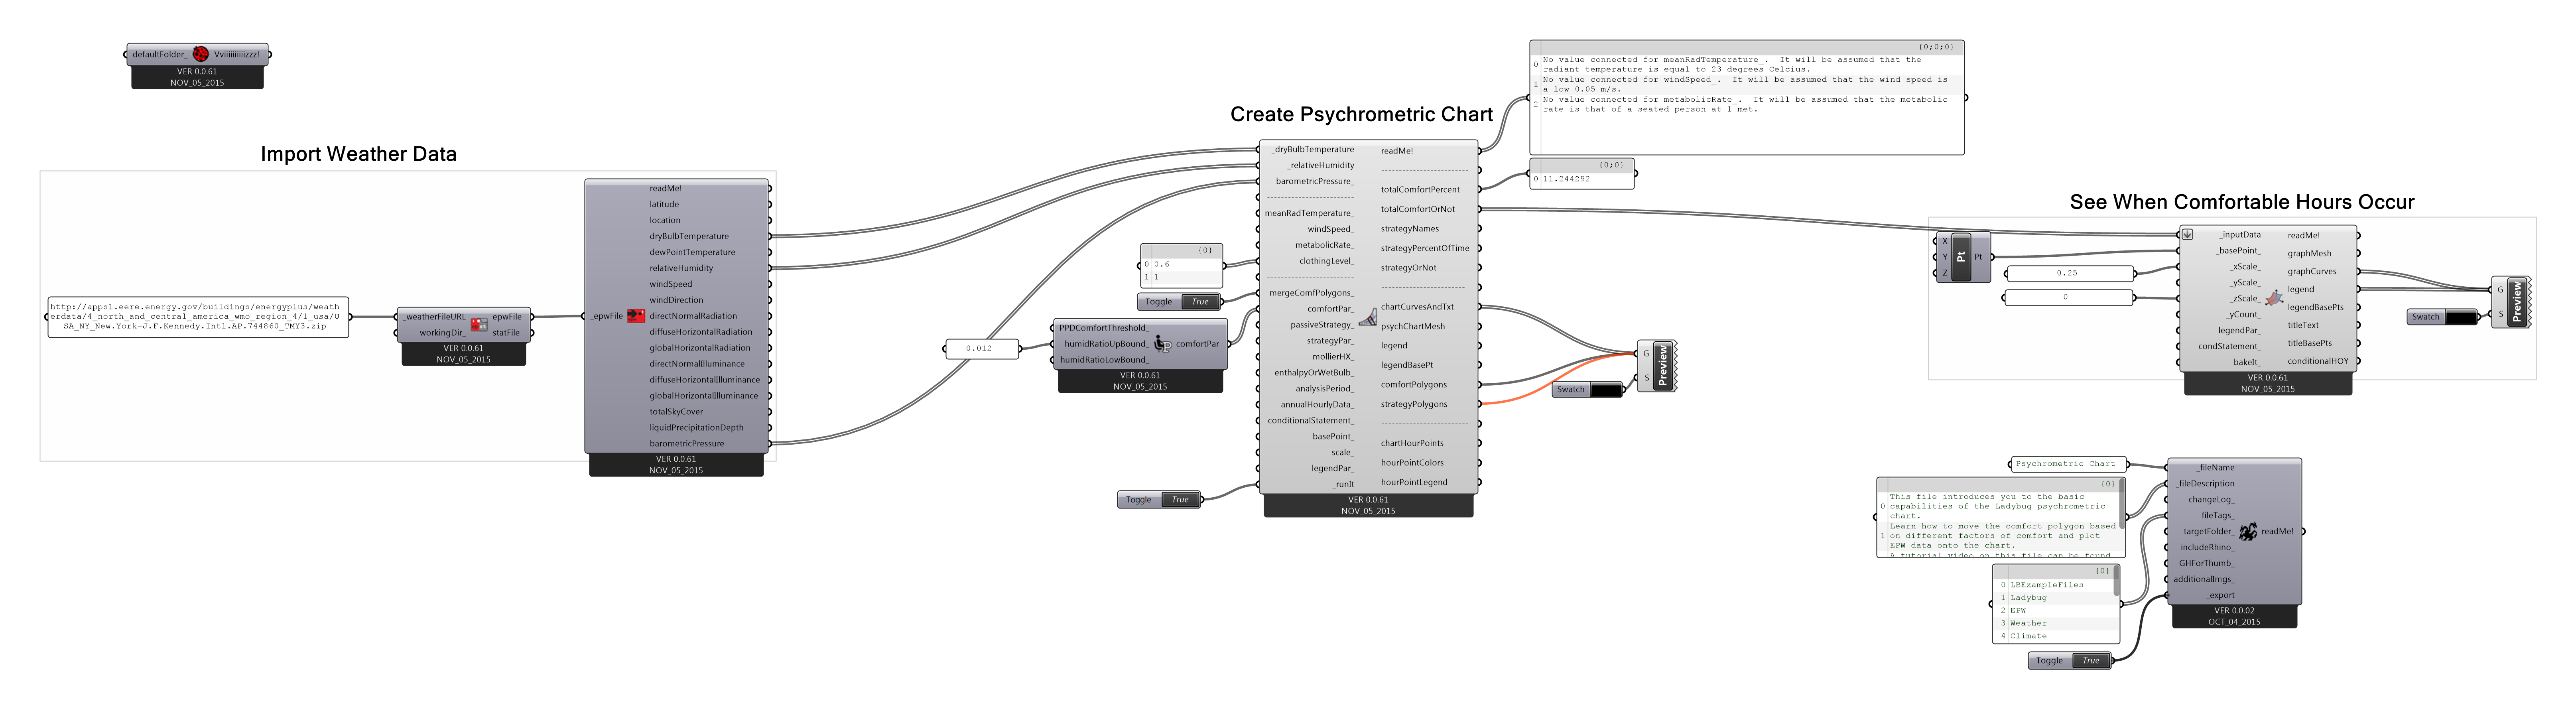 defaultFolder_ Vviiiiiiiiiizzz!
VER 0.0.61
NOV_05_2015
Import Weather Data
http://apps1.eere.energy.gov/buildings/energyplus/weath
erdata/4_north_and_central_america_wmo_region_4/1_usa/U
SA_NY_New.York-J.F.Kennedy.Intl.AP.744860_TMY3.zip
_weatherFileURL epwFile
workingDir_ statFile
VER 0.0.61
NOV_05_2015
_epwFile
readMe!
latitude
location
dryBulbTemperature
dewPointTemperature
relativeHumidity
windSpeed
windDirection
directNormalRadiation
diffuseHorizontalRadiation
globalHorizontalRadiation
directNormalIlluminance
diffuseHorizontalIlluminance
globalHorizontalIlluminance
totalSkyCover
liquidPrecipitationDepth
barometricPressure
VER 0.0.61
NOV_05_2015
Create Psychrometric Chart
{0}
0 0.6
1 1
Toggle True
0.012
PPDComfortThreshold_
humidRatioUpBound_ comfortPar
humidRatioLowBound_
VER 0.0.61
NOV_05_2015
Toggle True
_dryBulbTemperature
_relativeHumidity
barometricPressure_
--------------------
meanRadTemperature_
windSpeed_
metabolicRate_
clothingLevel_
--------------------
mergeComfPolygons_
comfortPar_
passiveStrategy_
strategyPar_
mollierHX_
enthalpyOrWetBulb_
analysisPeriod_
annualHourlyData_
conditionalStatement_
basePoint_
scale_
legendPar_
_runIt
readMe!
--------------------
totalComfortPercent
totalComfortOrNot
strategyNames
strategyPercentOfTime
strategyOrNot
--------------------
chartCurvesAndTxt
psychChartMesh
legend
legendBasePt
comfortPolygons
strategyPolygons
--------------------
chartHourPoints
hourPointColors
hourPointLegend
VER 0.0.61
NOV_05_2015
{0;0;0}
0 No value connected for meanRadTemperature_.  It will be assumed that the
radiant temperature is equal to 23 degrees Celcius.
1 No value connected for windSpeed_.  It will be assumed that the wind speed is
a low 0.05 m/s.
2 No value connected for metabolicRate_.  It will be assumed that the metabolic
rate is that of a seated person at 1 met.
{0;0}
0 11.244292
Swatch
G
S
Preview
See When Comfortable Hours Occur
X
Y
Z
Pt
Pt
0.25
0
_inputData
_basePoint_
_xScale_
_yScale_
_zScale_
_yCount_
legendPar_
condStatement_
bakeIt_
readMe!
graphMesh
graphCurves
legend
legendBasePts
titleText
titleBasePts
conditionalHOY
VER 0.0.61
NOV_05_2015
Swatch
G
S
Preview
Psychrometric Chart
{0}
0 This file introduces you to the basic
capabilities of the Ladybug psychrometric
chart.
1 Learn how to move the comfort polygon based
on different factors of comfort and plot
EPW data onto the chart.
A tutorial video on this file can be found
{0}
0 LBExampleFiles
1 Ladybug
2 EPW
3 Weather
4 Climate
Toggle True
_fileName
_fileDescription
changeLog_
fileTags_
targetFolder_
includeRhino_
GHForThumb_
additionalImgs_
_export
readMe!
VER 0.0.02
OCT_04_2015